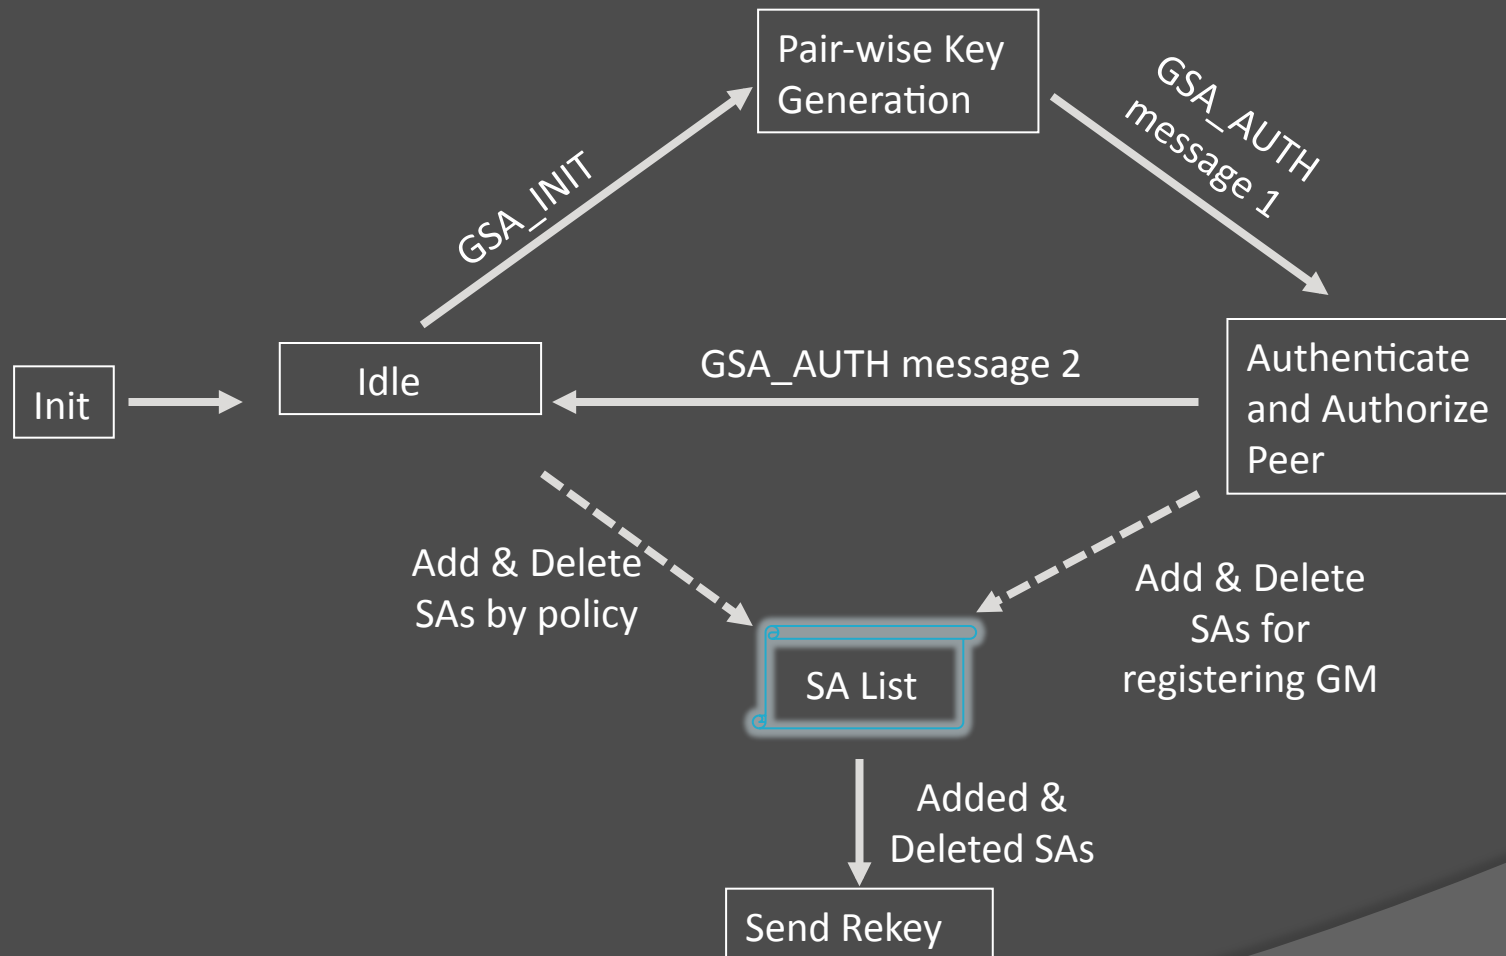 Pair-wise Key
Generation
GSA_AUTH
message 1
GSA_INIT
Init
Idle
GSA_AUTH message 2
Authenticate
and Authorize
Peer
Add & Delete
SAs by policy
Add & Delete
SAs for
registering GM
SA List
Added &
Deleted SAs
Send Rekey